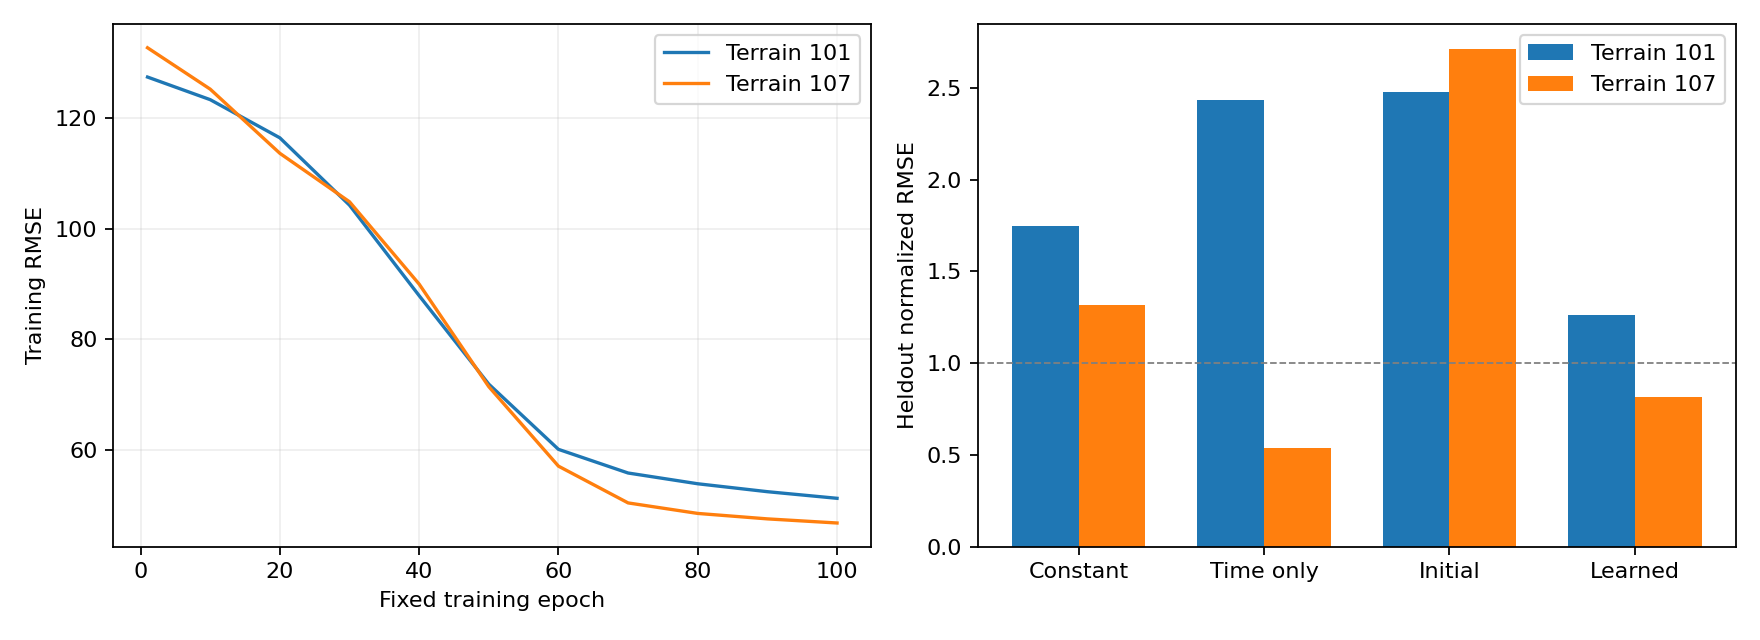 Training RMSE
120
100
80
60
0 20 40 60 80 100
Fixed training epoch
Terrain 101
Terrain 107
Heldout normalized RMSE
2.5
2.0
1.5
1.0
0.5
0.0
Constant Time only Initial Learned
Terrain 101
Terrain 107